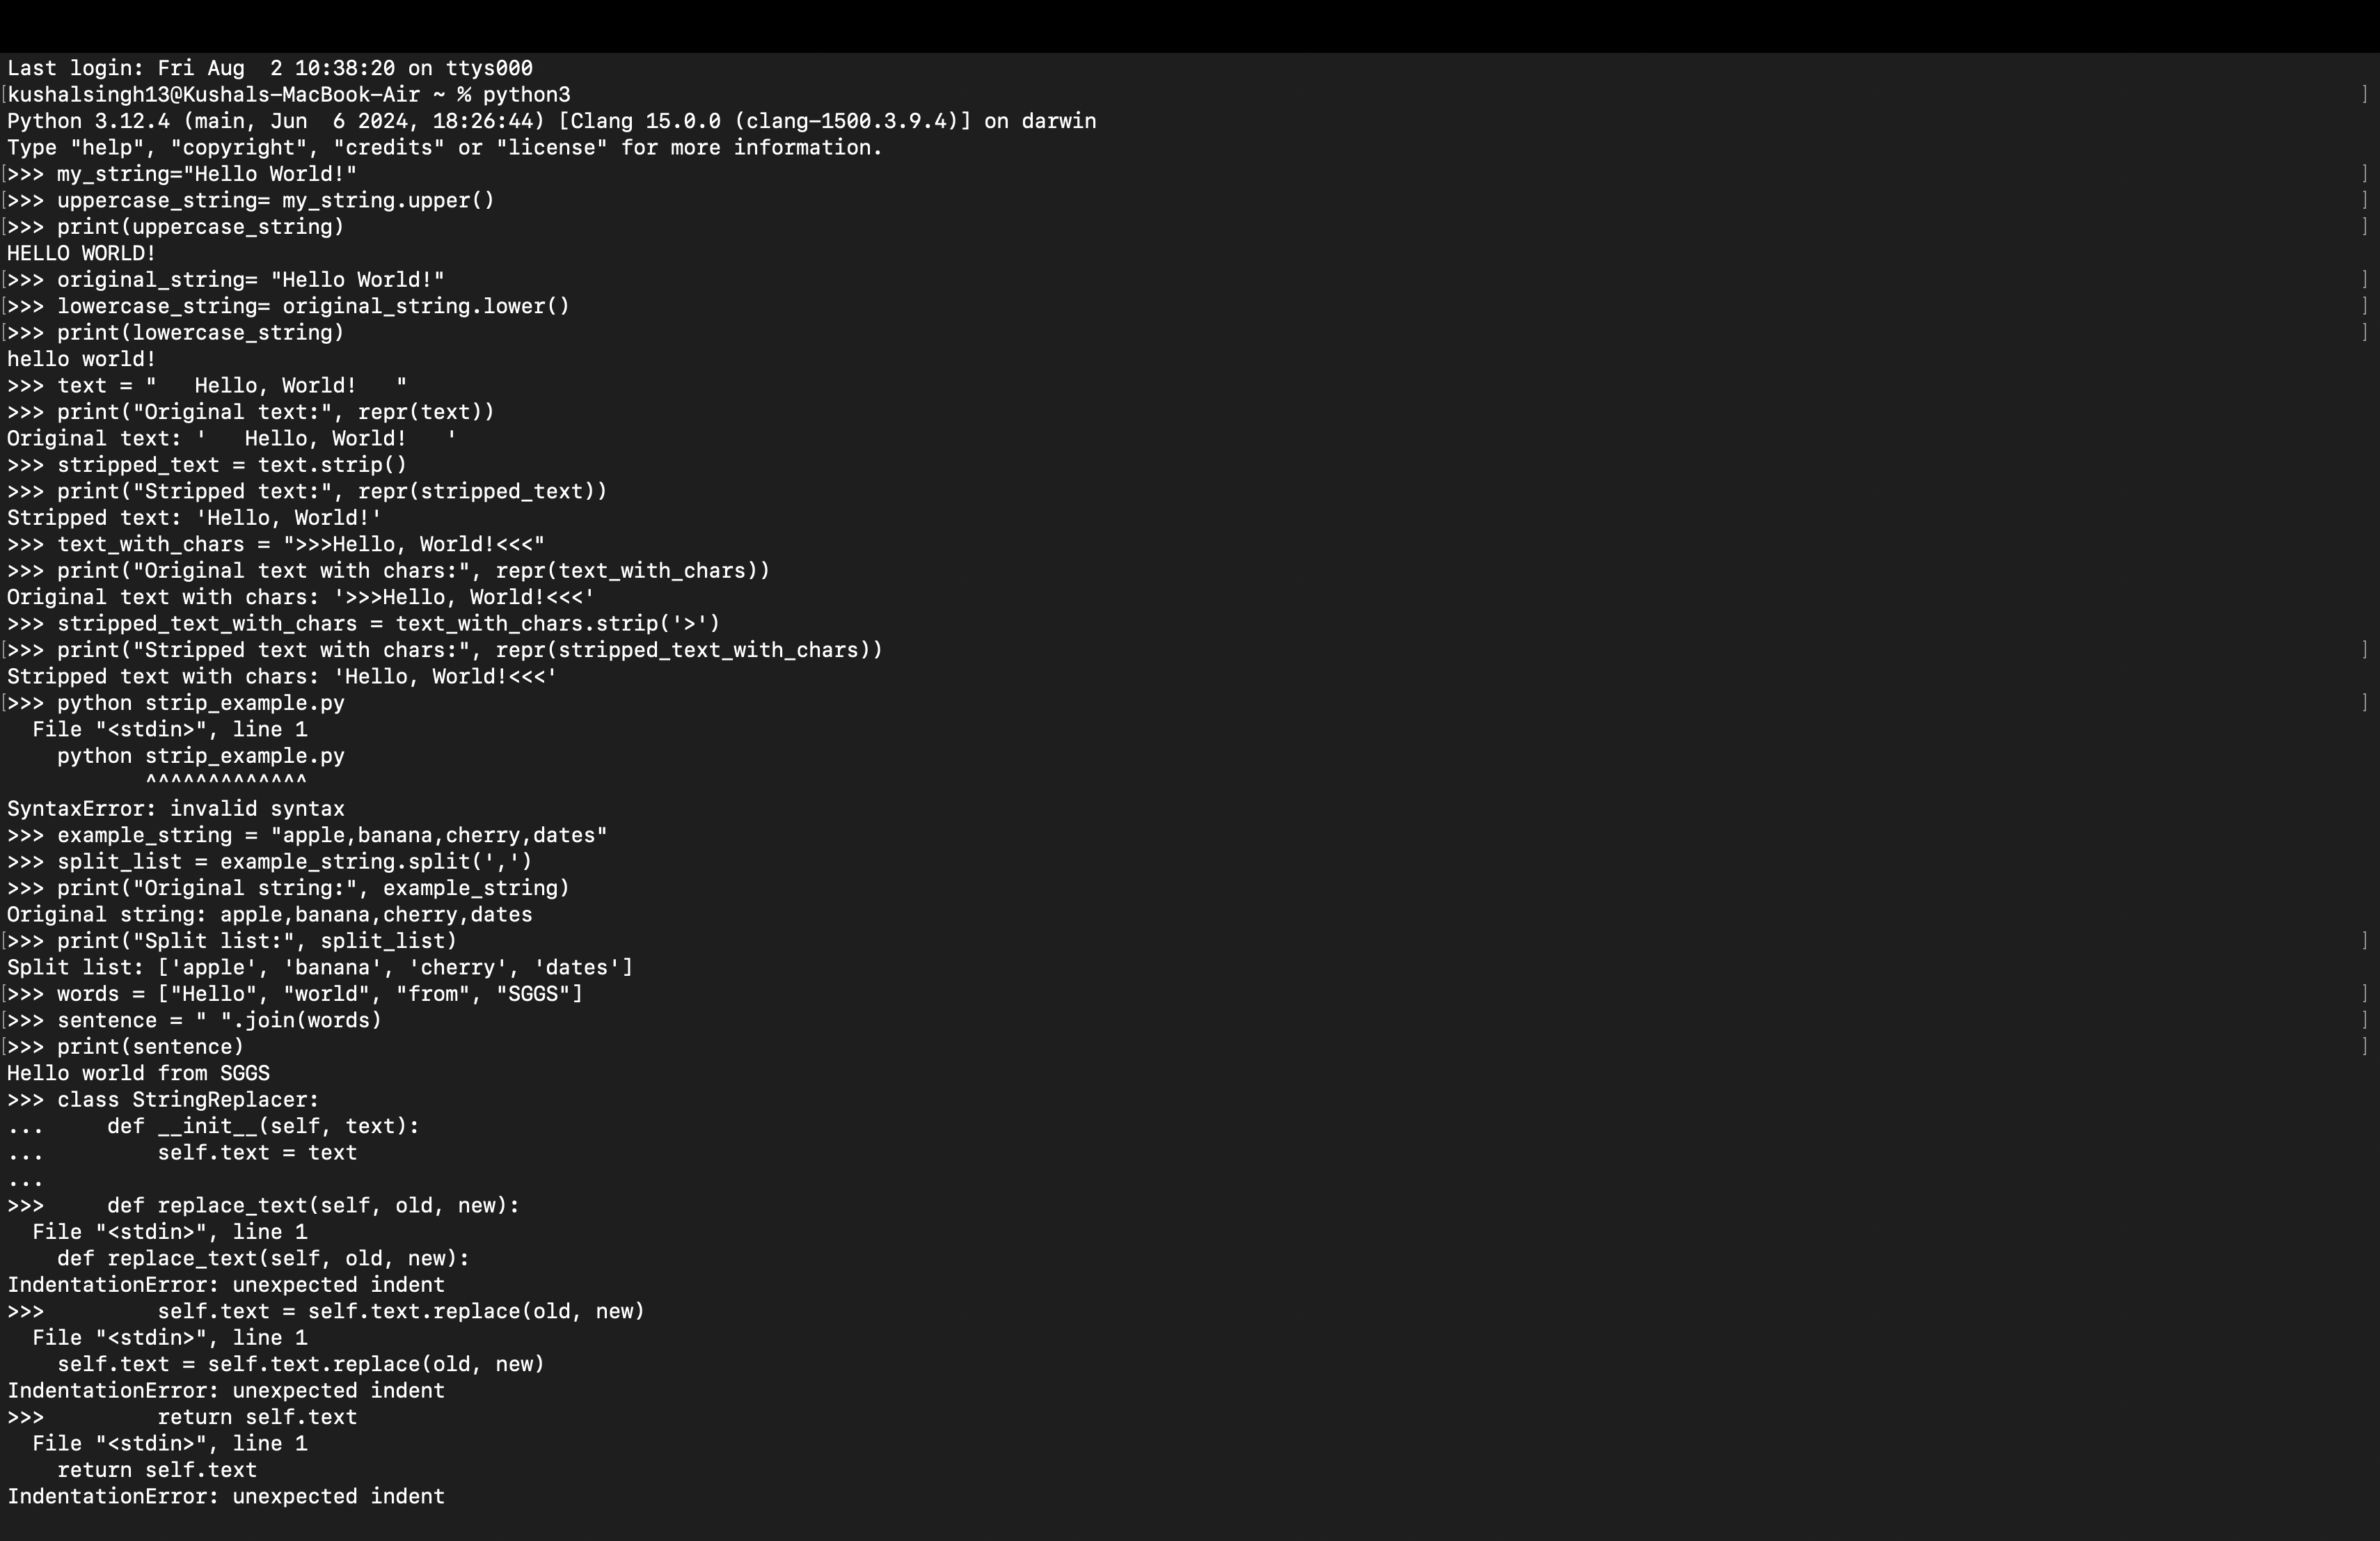 Last login: Fri Aug  2 10:38:20 on ttys000
[kushalsingh13@Kushals-MacBook-Air ~ % python3 ]
Python 3.12.4 (main, Jun  6 2024, 18:26:44) [Clang 15.0.0 (clang-1500.3.9.4)] on darwin
Type "help", "copyright", "credits" or "license" for more information.
[>>> my_string="Hello World!" ]
[>>> uppercase_string= my_string.upper() ]
[>>> print(uppercase_string) ]
HELLO WORLD!
[>>> original_string= "Hello World!" ]
[>>> lowercase_string= original_string.lower() ]
[>>> print(lowercase_string) ]
hello world!
>>> text = "   Hello, World!   "
>>> print("Original text:", repr(text))
Original text: '   Hello, World!   '
>>> stripped_text = text.strip()
>>> print("Stripped text:", repr(stripped_text))
Stripped text: 'Hello, World!'
>>> text_with_chars = ">>>Hello, World!<<<"
>>> print("Original text with chars:", repr(text_with_chars))
Original text with chars: '>>>Hello, World!<<<'
>>> stripped_text_with_chars = text_with_chars.strip('>')
[>>> print("Stripped text with chars:", repr(stripped_text_with_chars)) ]
Stripped text with chars: 'Hello, World!<<<'
[>>> python strip_example.py ]
  File "<stdin>", line 1
    python strip_example.py
           ^^^^^^^^^^^^^
SyntaxError: invalid syntax
>>> example_string = "apple,banana,cherry,dates"
>>> split_list = example_string.split(',')
>>> print("Original string:", example_string)
Original string: apple,banana,cherry,dates
[>>> print("Split list:", split_list) ]
Split list: ['apple', 'banana', 'cherry', 'dates']
[>>> words = ["Hello", "world", "from", "SGGS"] ]
[>>> sentence = " ".join(words) ]
[>>> print(sentence) ]
Hello world from SGGS
>>> class StringReplacer:
...     def __init__(self, text):
...         self.text = text
...
>>>     def replace_text(self, old, new):
  File "<stdin>", line 1
    def replace_text(self, old, new):
IndentationError: unexpected indent
>>>         self.text = self.text.replace(old, new)
  File "<stdin>", line 1
    self.text = self.text.replace(old, new)
IndentationError: unexpected indent
>>>         return self.text
  File "<stdin>", line 1
    return self.text
IndentationError: unexpected indent